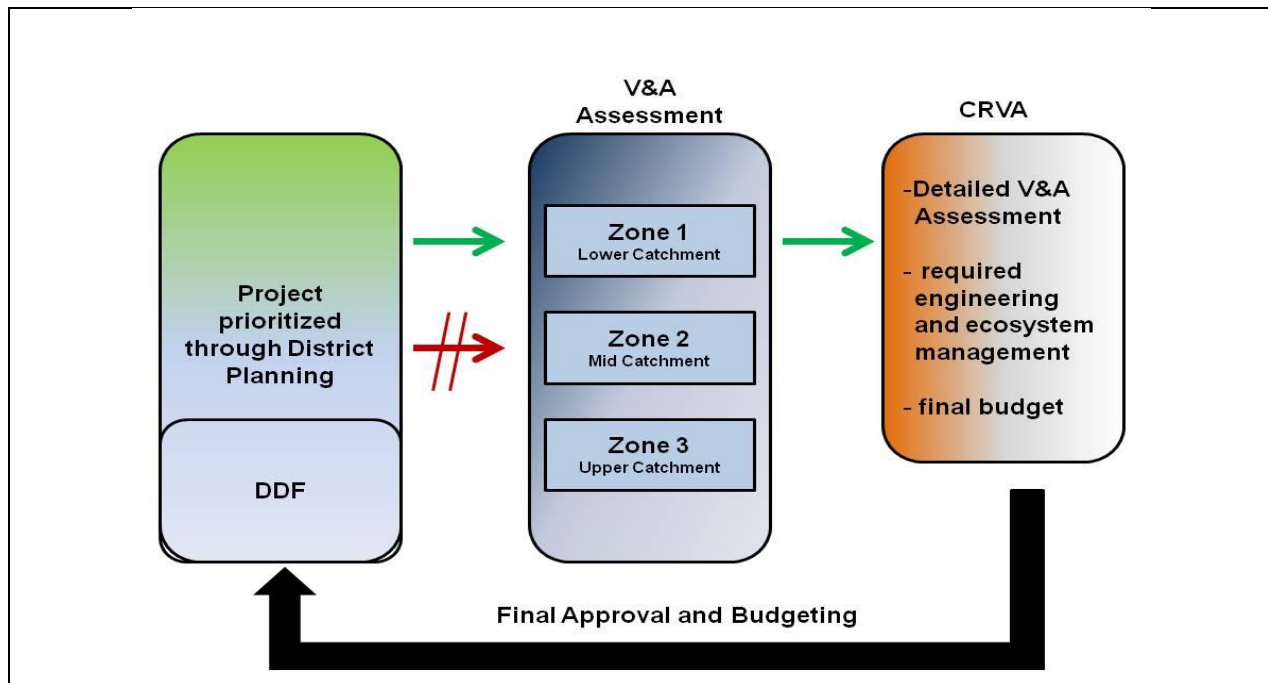 V&A
Assessment
CRVA
Project
prioritized
through District
Planning
DDF
Zone 1
Lower Catchment
Zone 2
Mid Catchment
Zone 3
Upper Catchment
-Detailed V&A
Assessment
- required
engineering
and ecosystem
management
- final budget
Final Approval and Budgeting